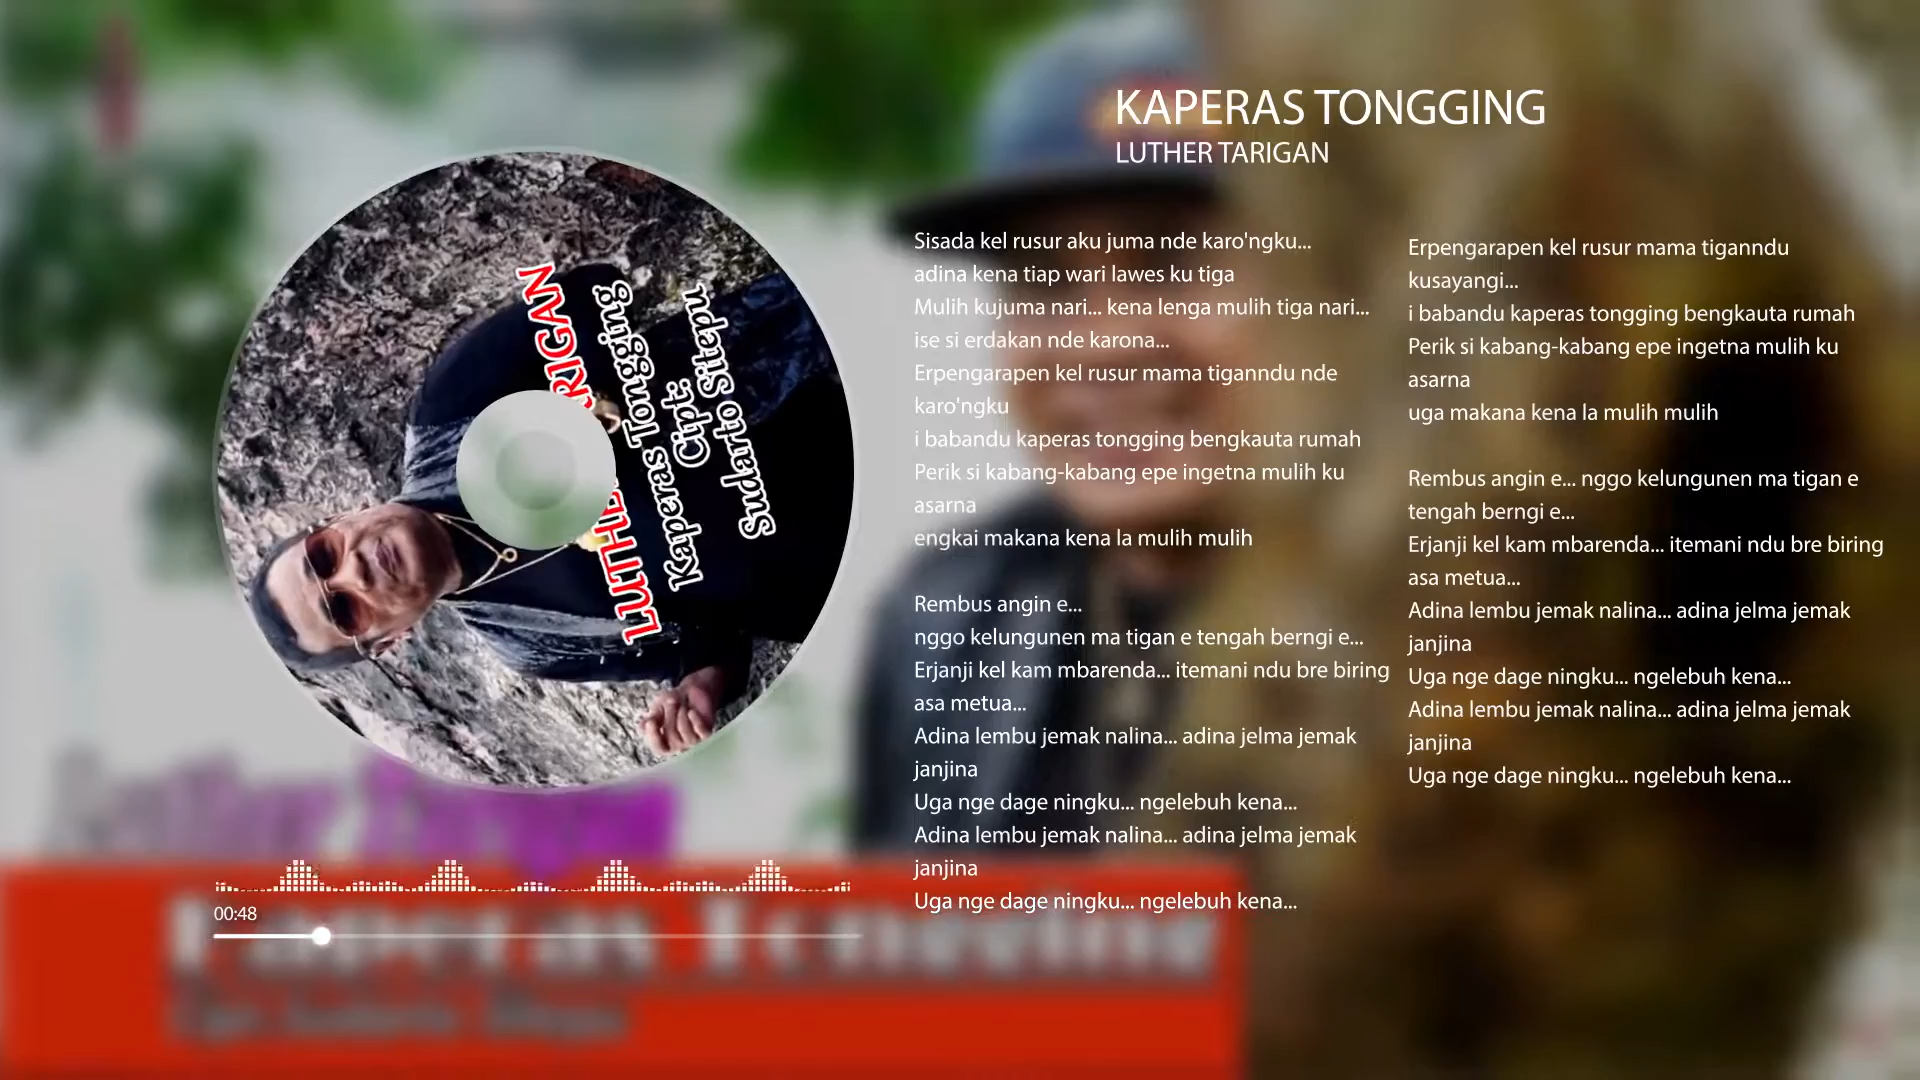 KAPERAS TONGGING
LUTHER TARIGAN
Sisada kel rusur aku juma nde karo'ngku...
adina kena tiap wari lawes ku tiga
Mulih kujuma nari... kena lenga mulih tiga nari...
ise si erdakan nde karona...
Erpengarapen kel rusur mama tiganndu nde
karo'ngku
i babandu kaperas tongging bengkauta rumah
Perik si kabang-kabang epe ingetna mulih ku
asarna
engkai makana kena la mulih mulih
Rembus angin e...
nggo kelungunen ma tigan e tengah berngi e...
Erjanji kel kam mbarenda... itemani ndu bre biring
asa metua...
Adina lembu jemak nalina... adina jelma jemak
janjina
Uga nge dage ningku... ngelebuh kena...
Adina lembu jemak nalina... adina jelma jemak
janjina
Uga nge dage ningku... ngelebuh kena...
Erpengarapen kel rusur mama tiganndu
kusayangi...
i babandu kaperas tongging bengkauta rumah
Perik si kabang-kabang epe ingetna mulih ku
asarna
uga makana kena la mulih mulih
Rembus angin e... nggo kelungunen ma tigan e
tengah berngi e...
Erjanji kel kam mbarenda... itemani ndu bre biring
asa metua...
Adina lembu jemak nalina... adina jelma jemak
janjina
Uga nge dage ningku... ngelebuh kena...
Adina lembu jemak nalina... adina jelma jemak
janjina
Uga nge dage ningku... ngelebuh kena...
Kaperas Tongging
Cipt:
Sudarto Sitepu
00:48